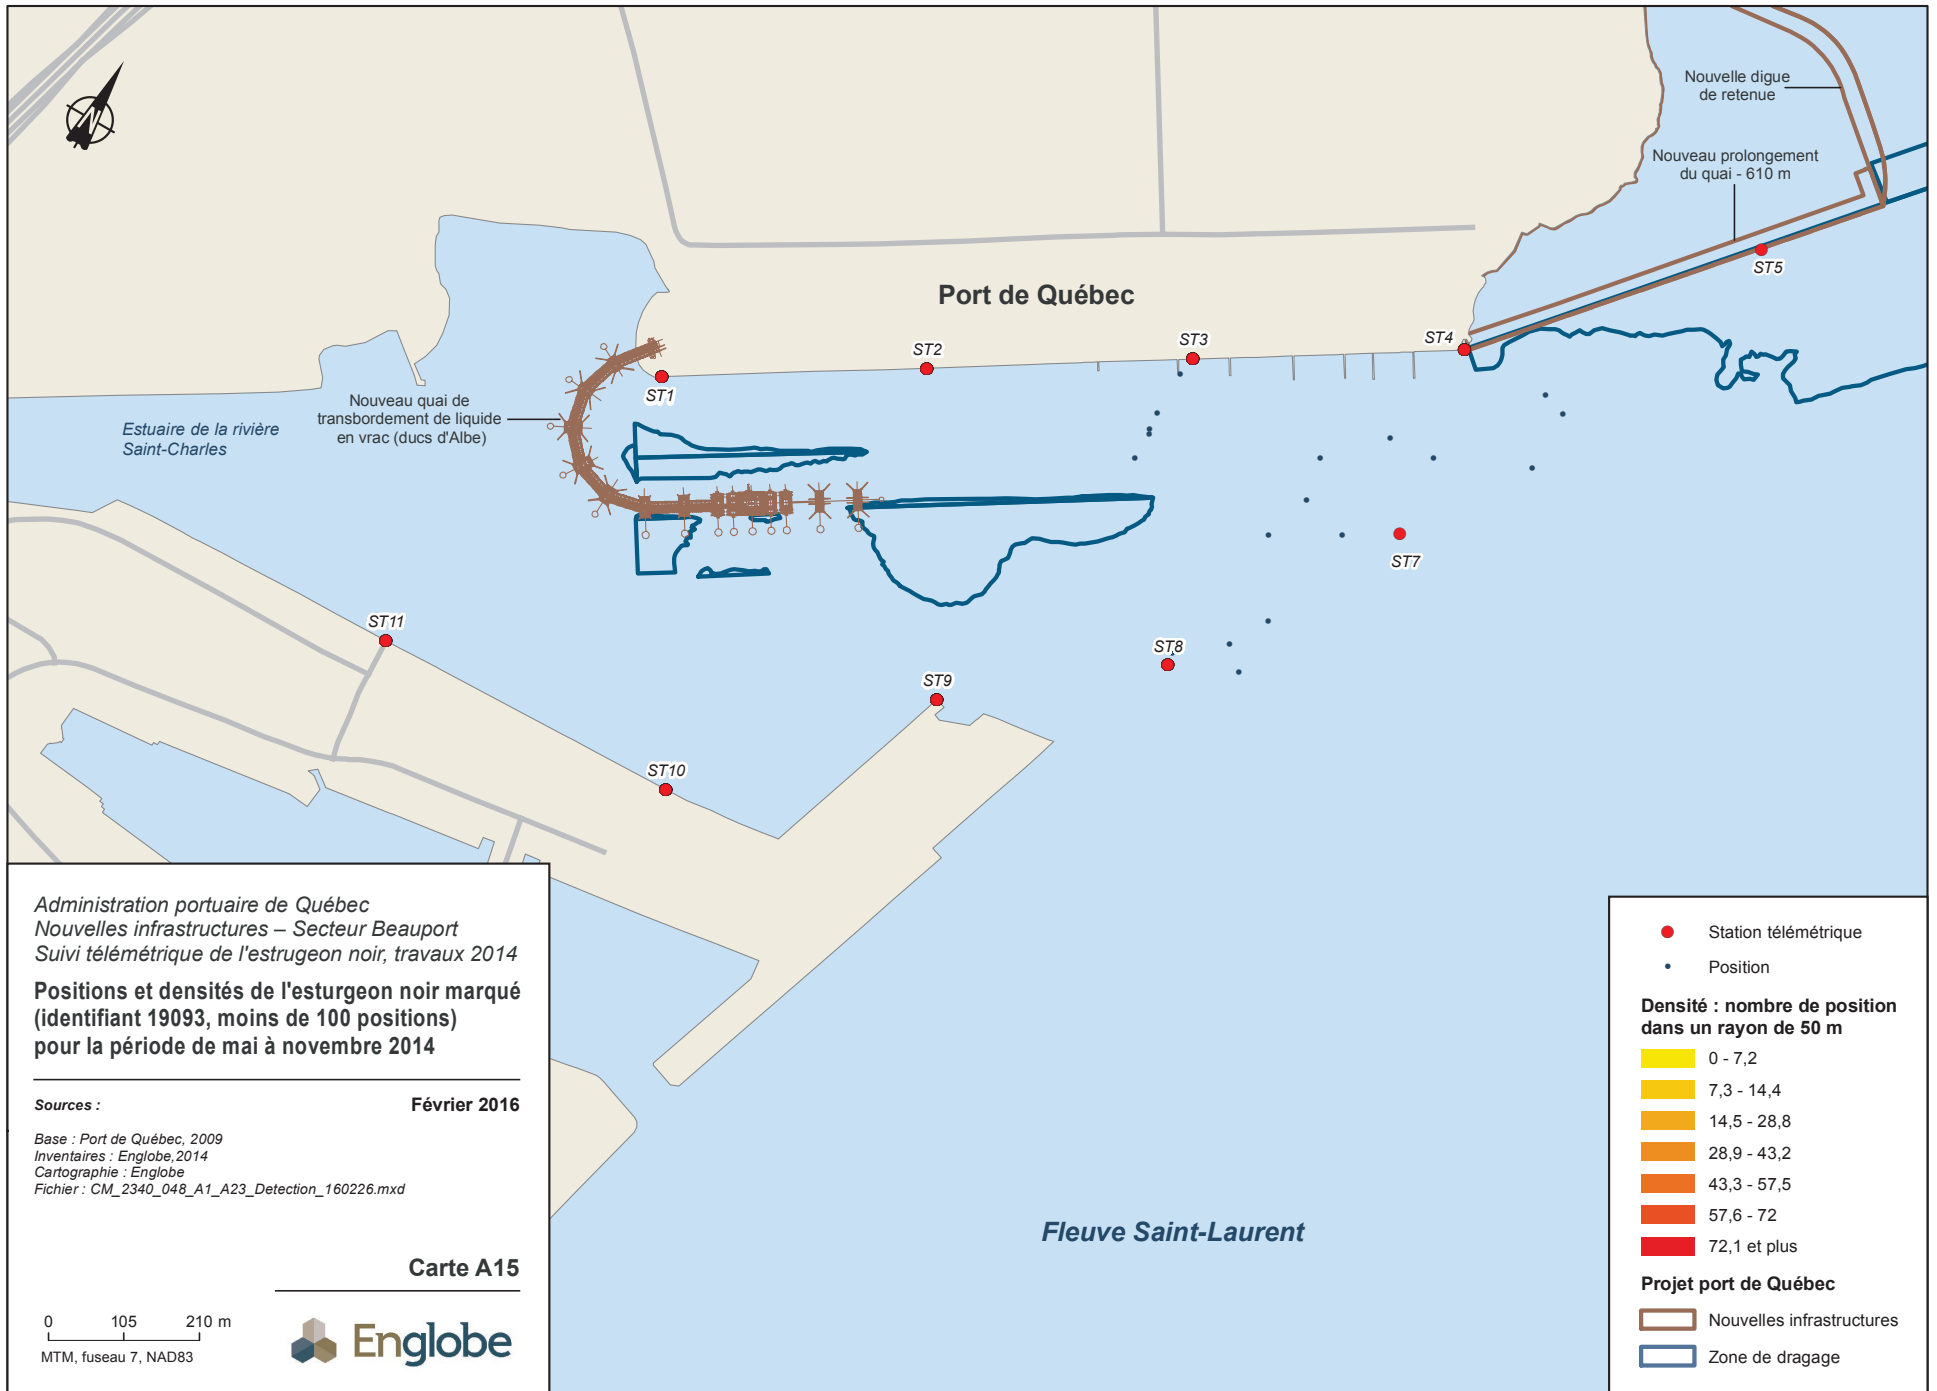 Nouvelle digue
de retenue
Nouveau prolongement
du quai - 610 m
ST5
Port de Québec
ST4
ST3
ST2
ST1
Nouveau quai de
transbordement de liquide
en vrac (ducs d'Albe)
Estuaire de la rivière
Saint-Charles
ST7
ST11
ST8
ST9
ST10
N
Fleuve Saint-Laurent
Administration portuaire de Québec
Nouvelles infrastructures – Secteur Beauport
Suivi télémétrique de l'estrugeon noir, travaux 2014
Positions et densités de l'esturgeon noir marqué
(identifiant 19093, moins de 100 positions)
pour la période de mai à novembre 2014
Sources : Février 2016
Base : Port de Québec, 2009
Inventaires : Englobe,2014
Cartographie : Englobe
Fichier : CM_2340_048_A1_A23_Detection_160226.mxd
Carte A15
0 105 210 m
MTM, fuseau 7, NAD83
Englobe
Station télémétrique
Position
Densité : nombre de position
dans un rayon de 50 m
0 - 7,2
7,3 - 14,4
14,5 - 28,8
28,9 - 43,2
43,3 - 57,5
57,6 - 72
72,1 et plus
Projet port de Québec
Nouvelles infrastructures
Zone de dragage